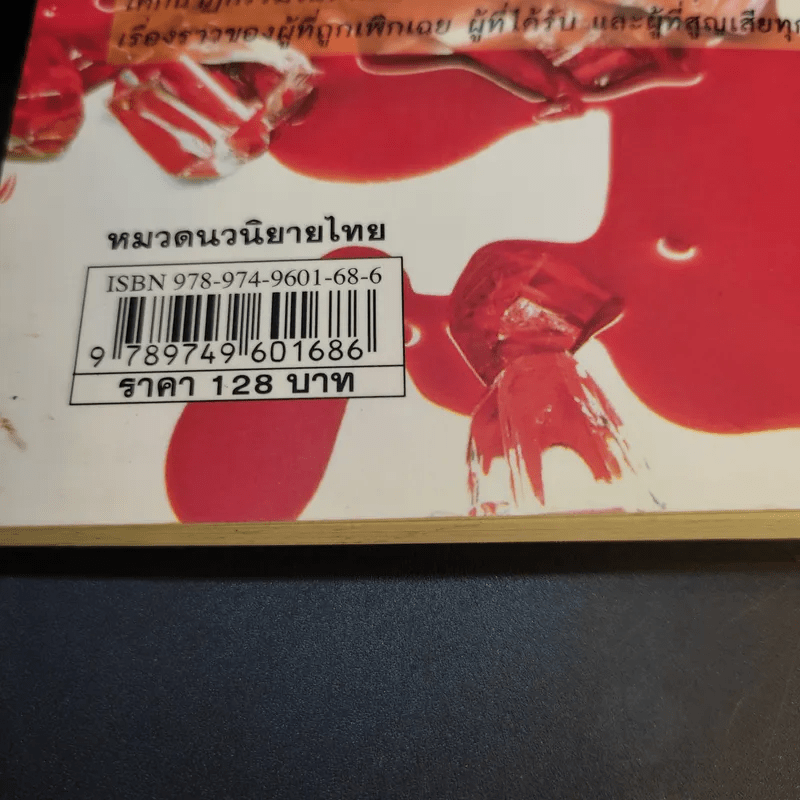 เรื่องราวของผู้ที่ถูกเพิกเฉย ผู้ที่ได้รับ และผู้ที่สูญเสียทุก
หมวดนวนิยายไทย
ISBN 978-974-9601-68-6
9 789749 601686
ราคา 128 บาท